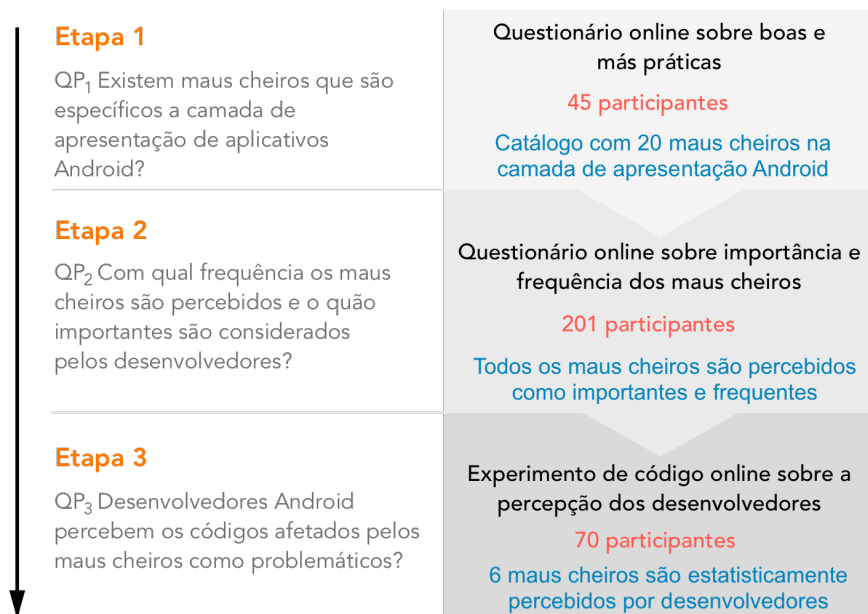 Etapa 1
QP1 Existem maus cheiros que são
específicos a camada de
apresentação de aplicativos
Android?
Questionário online sobre boas e
más práticas
45 participantes
Catálogo com 20 maus cheiros na
camada de apresentação Android
Etapa 2
QP2 Com qual frequência os maus
cheiros são percebidos e o quão
importantes são considerados
pelos desenvolvedores?
Questionário online sobre importância e
frequência dos maus cheiros
201 participantes
Todos os maus cheiros são percebidos
como importantes e frequentes
Etapa 3
QP3 Desenvolvedores Android
percebem os códigos afetados pelos
maus cheiros como problemáticos?
Experimento de código online sobre a
percepção dos desenvolvedores
70 participantes
6 maus cheiros são estatisticamente
percebidos por desenvolvedores